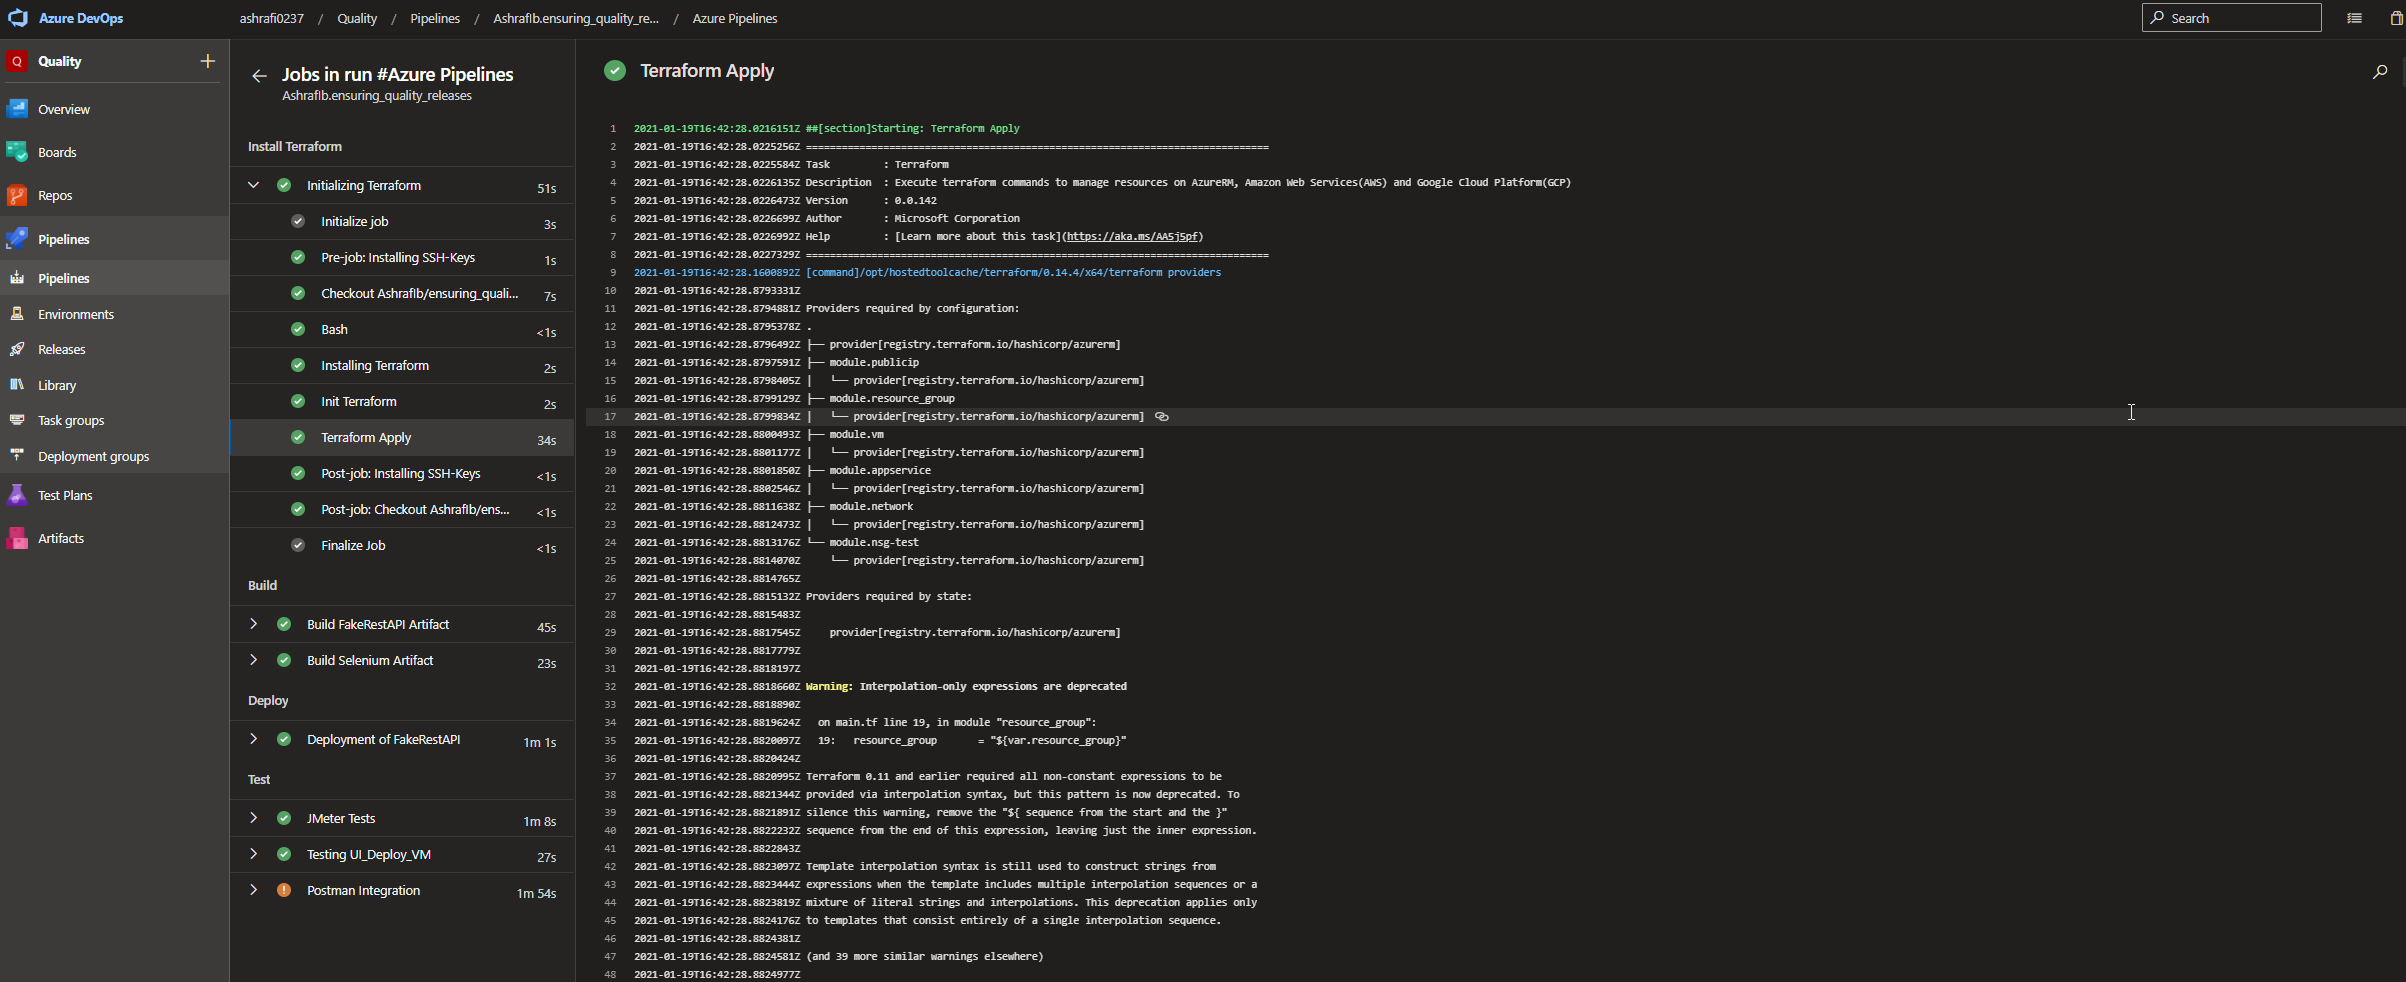 Azure DevOps
ashrafi0237 / Quality / Pipelines / AshrafIb.ensuring_quality_re... / Azure Pipelines
Search
Q Quality
Overview
Boards
Repos
Pipelines
Pipelines
Environments
Releases
Library
Task groups
Deployment groups
Test Plans
Artifacts
Jobs in run #Azure Pipelines
AshrafIb.ensuring_quality_releases
Install Terraform
Initializing Terraform 51s
Initialize job 3s
Pre-job: Installing SSH-Keys 1s
Checkout AshrafIb/ensuring_quali... 7s
Bash <1s
Installing Terraform 2s
Init Terraform 2s
Terraform Apply 34s
Post-job: Installing SSH-Keys <1s
Post-job: Checkout AshrafIb/ens... <1s
Finalize Job <1s
Build
Build FakeRestAPI Artifact 45s
Build Selenium Artifact 23s
Deploy
Deployment of FakeRestAPI 1m 1s
Test
JMeter Tests 1m 8s
Testing UI_Deploy_VM 27s
Postman Integration 1m 54s
Terraform Apply
1 2021-01-19T16:42:28.0216151Z ##[section]Starting: Terraform Apply
2 2021-01-19T16:42:28.0225256Z ==============================================================================
3 2021-01-19T16:42:28.0225584Z Task         : Terraform
4 2021-01-19T16:42:28.0226135Z Description  : Execute terraform commands to manage resources on AzureRM, Amazon Web Services(AWS) and Google Cloud Platform(GCP)
5 2021-01-19T16:42:28.0226473Z Version      : 0.0.142
6 2021-01-19T16:42:28.0226699Z Author       : Microsoft Corporation
7 2021-01-19T16:42:28.0226992Z Help         : [Learn more about this task](https://aka.ms/AA5j5pf)
8 2021-01-19T16:42:28.0227329Z ==============================================================================
9 2021-01-19T16:42:28.1600892Z [command]/opt/hostedtoolcache/terraform/0.14.4/x64/terraform providers
10 2021-01-19T16:42:28.8793331Z
11 2021-01-19T16:42:28.8794881Z Providers required by configuration:
12 2021-01-19T16:42:28.8795378Z .
13 2021-01-19T16:42:28.8796492Z ├── provider[registry.terraform.io/hashicorp/azurerm]
14 2021-01-19T16:42:28.8797591Z ├── module.publicip
15 2021-01-19T16:42:28.8798405Z │   └── provider[registry.terraform.io/hashicorp/azurerm]
16 2021-01-19T16:42:28.8799129Z ├── module.resource_group
17 2021-01-19T16:42:28.8799834Z │   └── provider[registry.terraform.io/hashicorp/azurerm]
18 2021-01-19T16:42:28.8800493Z ├── module.vm
19 2021-01-19T16:42:28.8801177Z │   └── provider[registry.terraform.io/hashicorp/azurerm]
20 2021-01-19T16:42:28.8801850Z ├── module.appservice
21 2021-01-19T16:42:28.8802546Z │   └── provider[registry.terraform.io/hashicorp/azurerm]
22 2021-01-19T16:42:28.8811638Z ├── module.network
23 2021-01-19T16:42:28.8812473Z │   └── provider[registry.terraform.io/hashicorp/azurerm]
24 2021-01-19T16:42:28.8813176Z └── module.nsg-test
25 2021-01-19T16:42:28.8814070Z     └── provider[registry.terraform.io/hashicorp/azurerm]
26 2021-01-19T16:42:28.8814765Z
27 2021-01-19T16:42:28.8815132Z Providers required by state:
28 2021-01-19T16:42:28.8815483Z
29 2021-01-19T16:42:28.8817545Z     provider[registry.terraform.io/hashicorp/azurerm]
30 2021-01-19T16:42:28.8817779Z
31 2021-01-19T16:42:28.8818197Z
32 2021-01-19T16:42:28.8818660Z Warning: Interpolation-only expressions are deprecated
33 2021-01-19T16:42:28.8818890Z
34 2021-01-19T16:42:28.8819624Z   on main.tf line 19, in module "resource_group":
35 2021-01-19T16:42:28.8820097Z   19:   resource_group       = "${var.resource_group}"
36 2021-01-19T16:42:28.8820424Z
37 2021-01-19T16:42:28.8820995Z Terraform 0.11 and earlier required all non-constant expressions to be
38 2021-01-19T16:42:28.8821344Z provided via interpolation syntax, but this pattern is now deprecated. To
39 2021-01-19T16:42:28.8821891Z silence this warning, remove the "${ sequence from the start and the }"
40 2021-01-19T16:42:28.8822232Z sequence from the end of this expression, leaving just the inner expression.
41 2021-01-19T16:42:28.8822843Z
42 2021-01-19T16:42:28.8823097Z Template interpolation syntax is still used to construct strings from
43 2021-01-19T16:42:28.8823444Z expressions when the template includes multiple interpolation sequences or a
44 2021-01-19T16:42:28.8823819Z mixture of literal strings and interpolations. This deprecation applies only
45 2021-01-19T16:42:28.8824176Z to templates that consist entirely of a single interpolation sequence.
46 2021-01-19T16:42:28.8824381Z
47 2021-01-19T16:42:28.8824581Z (and 39 more similar warnings elsewhere)
48 2021-01-19T16:42:28.8824977Z